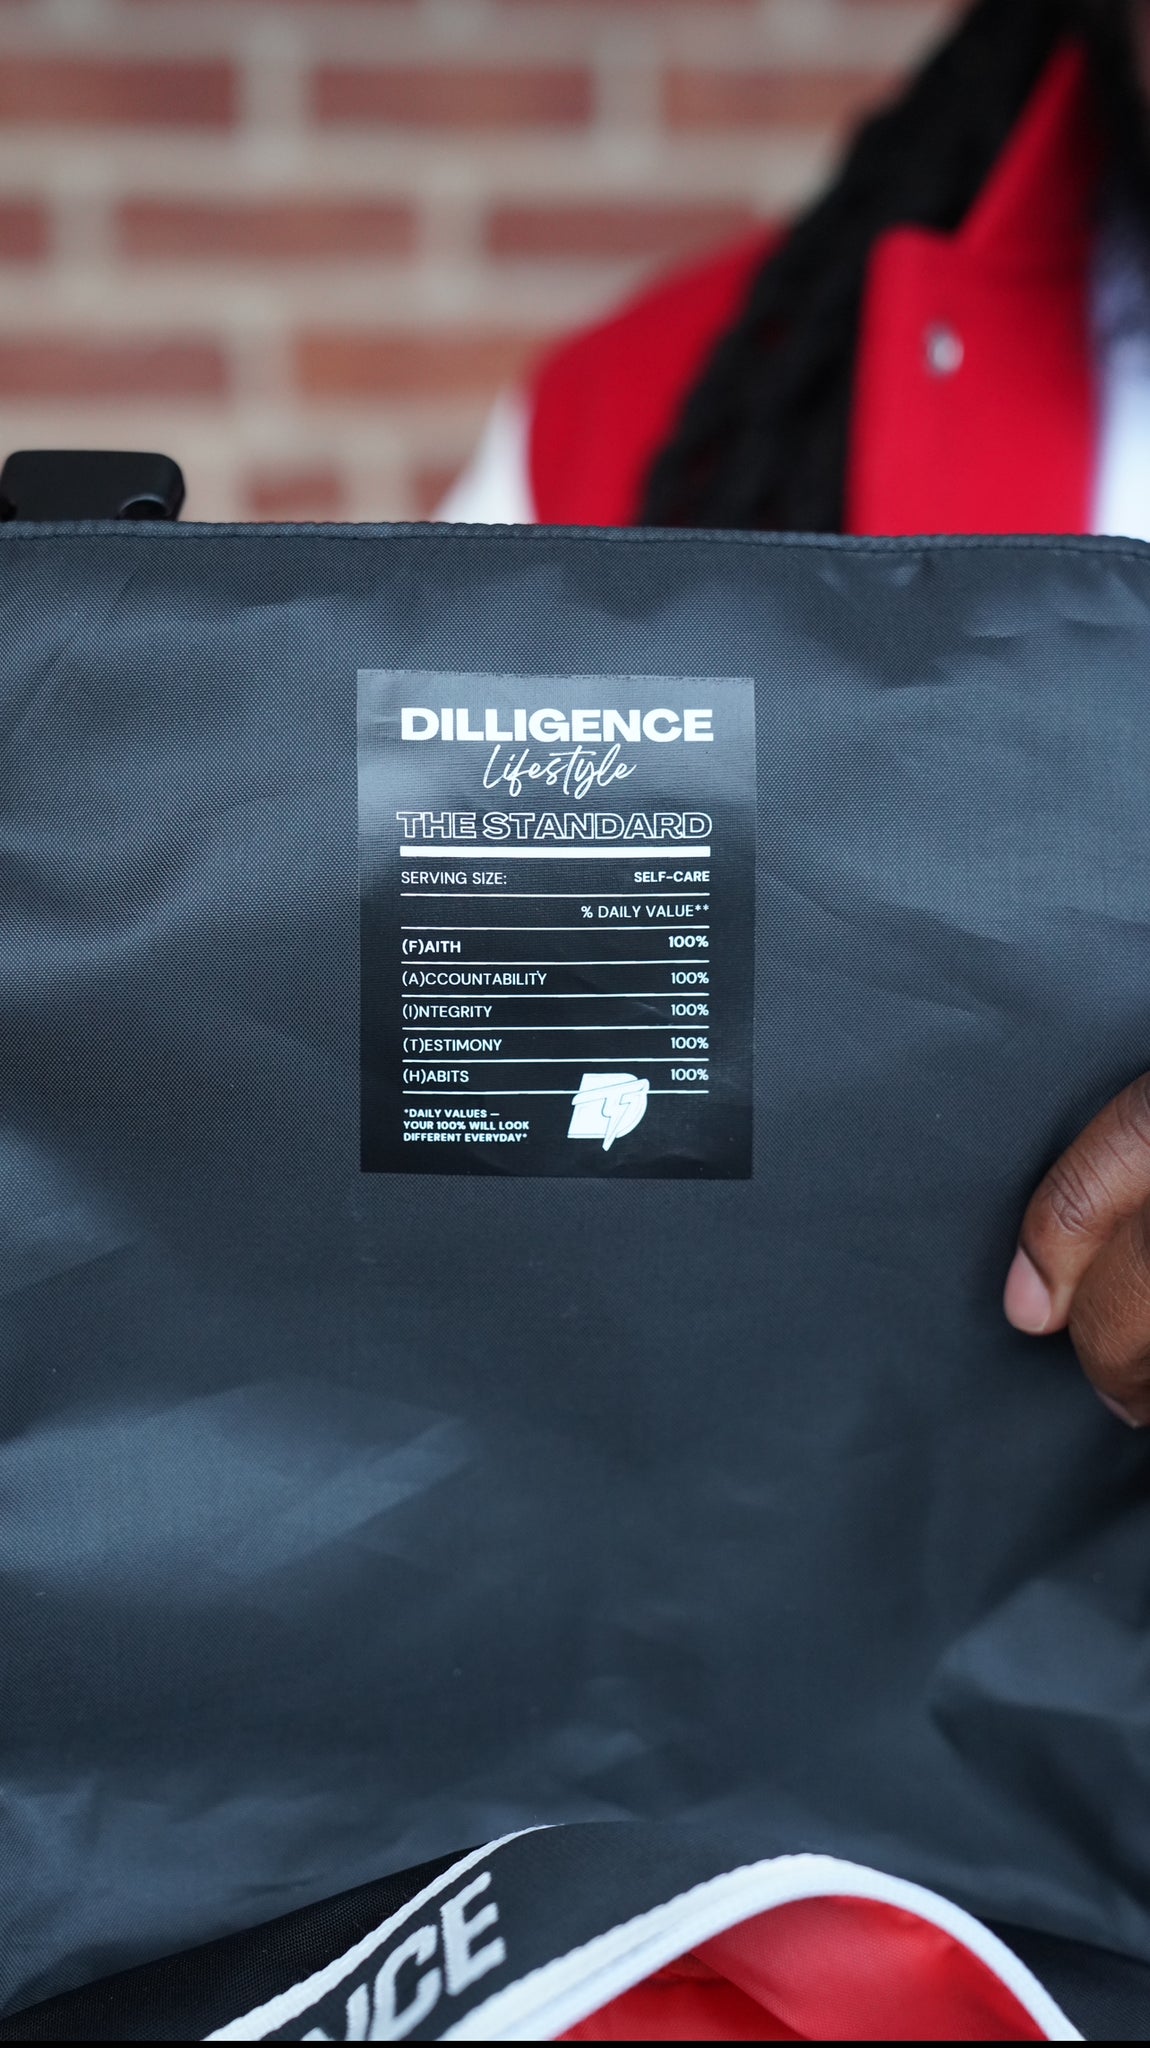 DILLIGENCE
Lifestyle
THE STANDARD
SERVING SIZE: SELF-CARE
% DAILY VALUE**
(F)AITH 100%
(A)CCOUNTABILITY 100%
(I)NTEGRITY 100%
(T)ESTIMONY 100%
(H)ABITS 100%
*DAILY VALUES —
YOUR 100% WILL LOOK
DIFFERENT EVERYDAY*
NCE